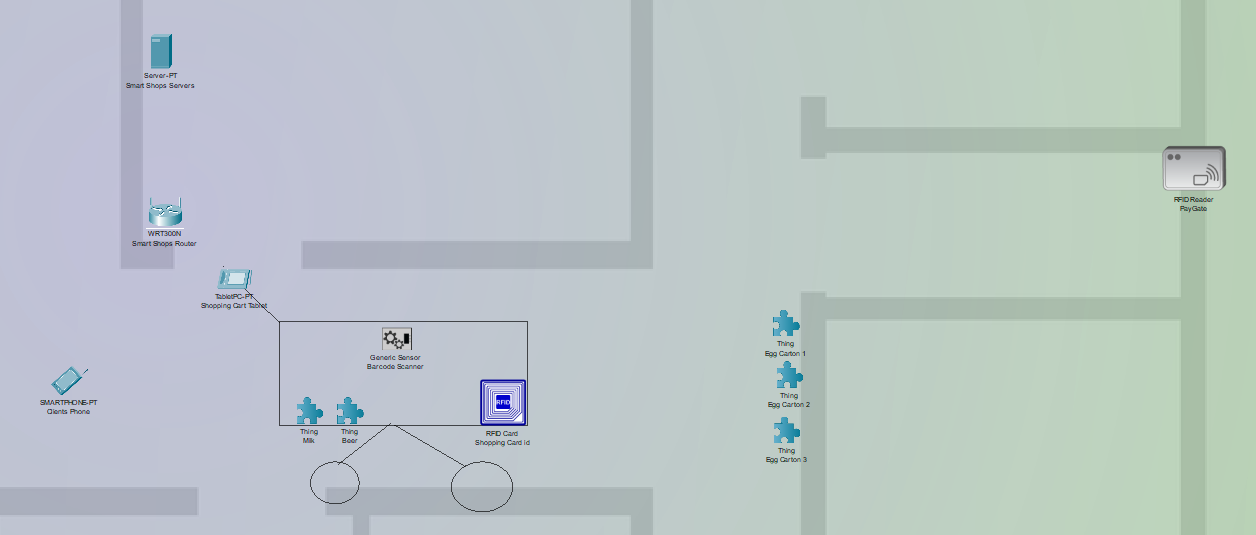 Server-PT
Smart Shops Servers
WRT300N
Smart Shops Router
TabletPC-PT
Shopping Cart Tablet
SMARTPHONE-PT
Clients Phone
Generic Sensor
Barcode Scanner
Thing
Milk
Thing
Beer
RFID
RFID Card
Shopping Card Id
Thing
Egg Carton 1
Thing
Egg Carton 2
Thing
Egg Carton 3
RFID Reader
PayGate